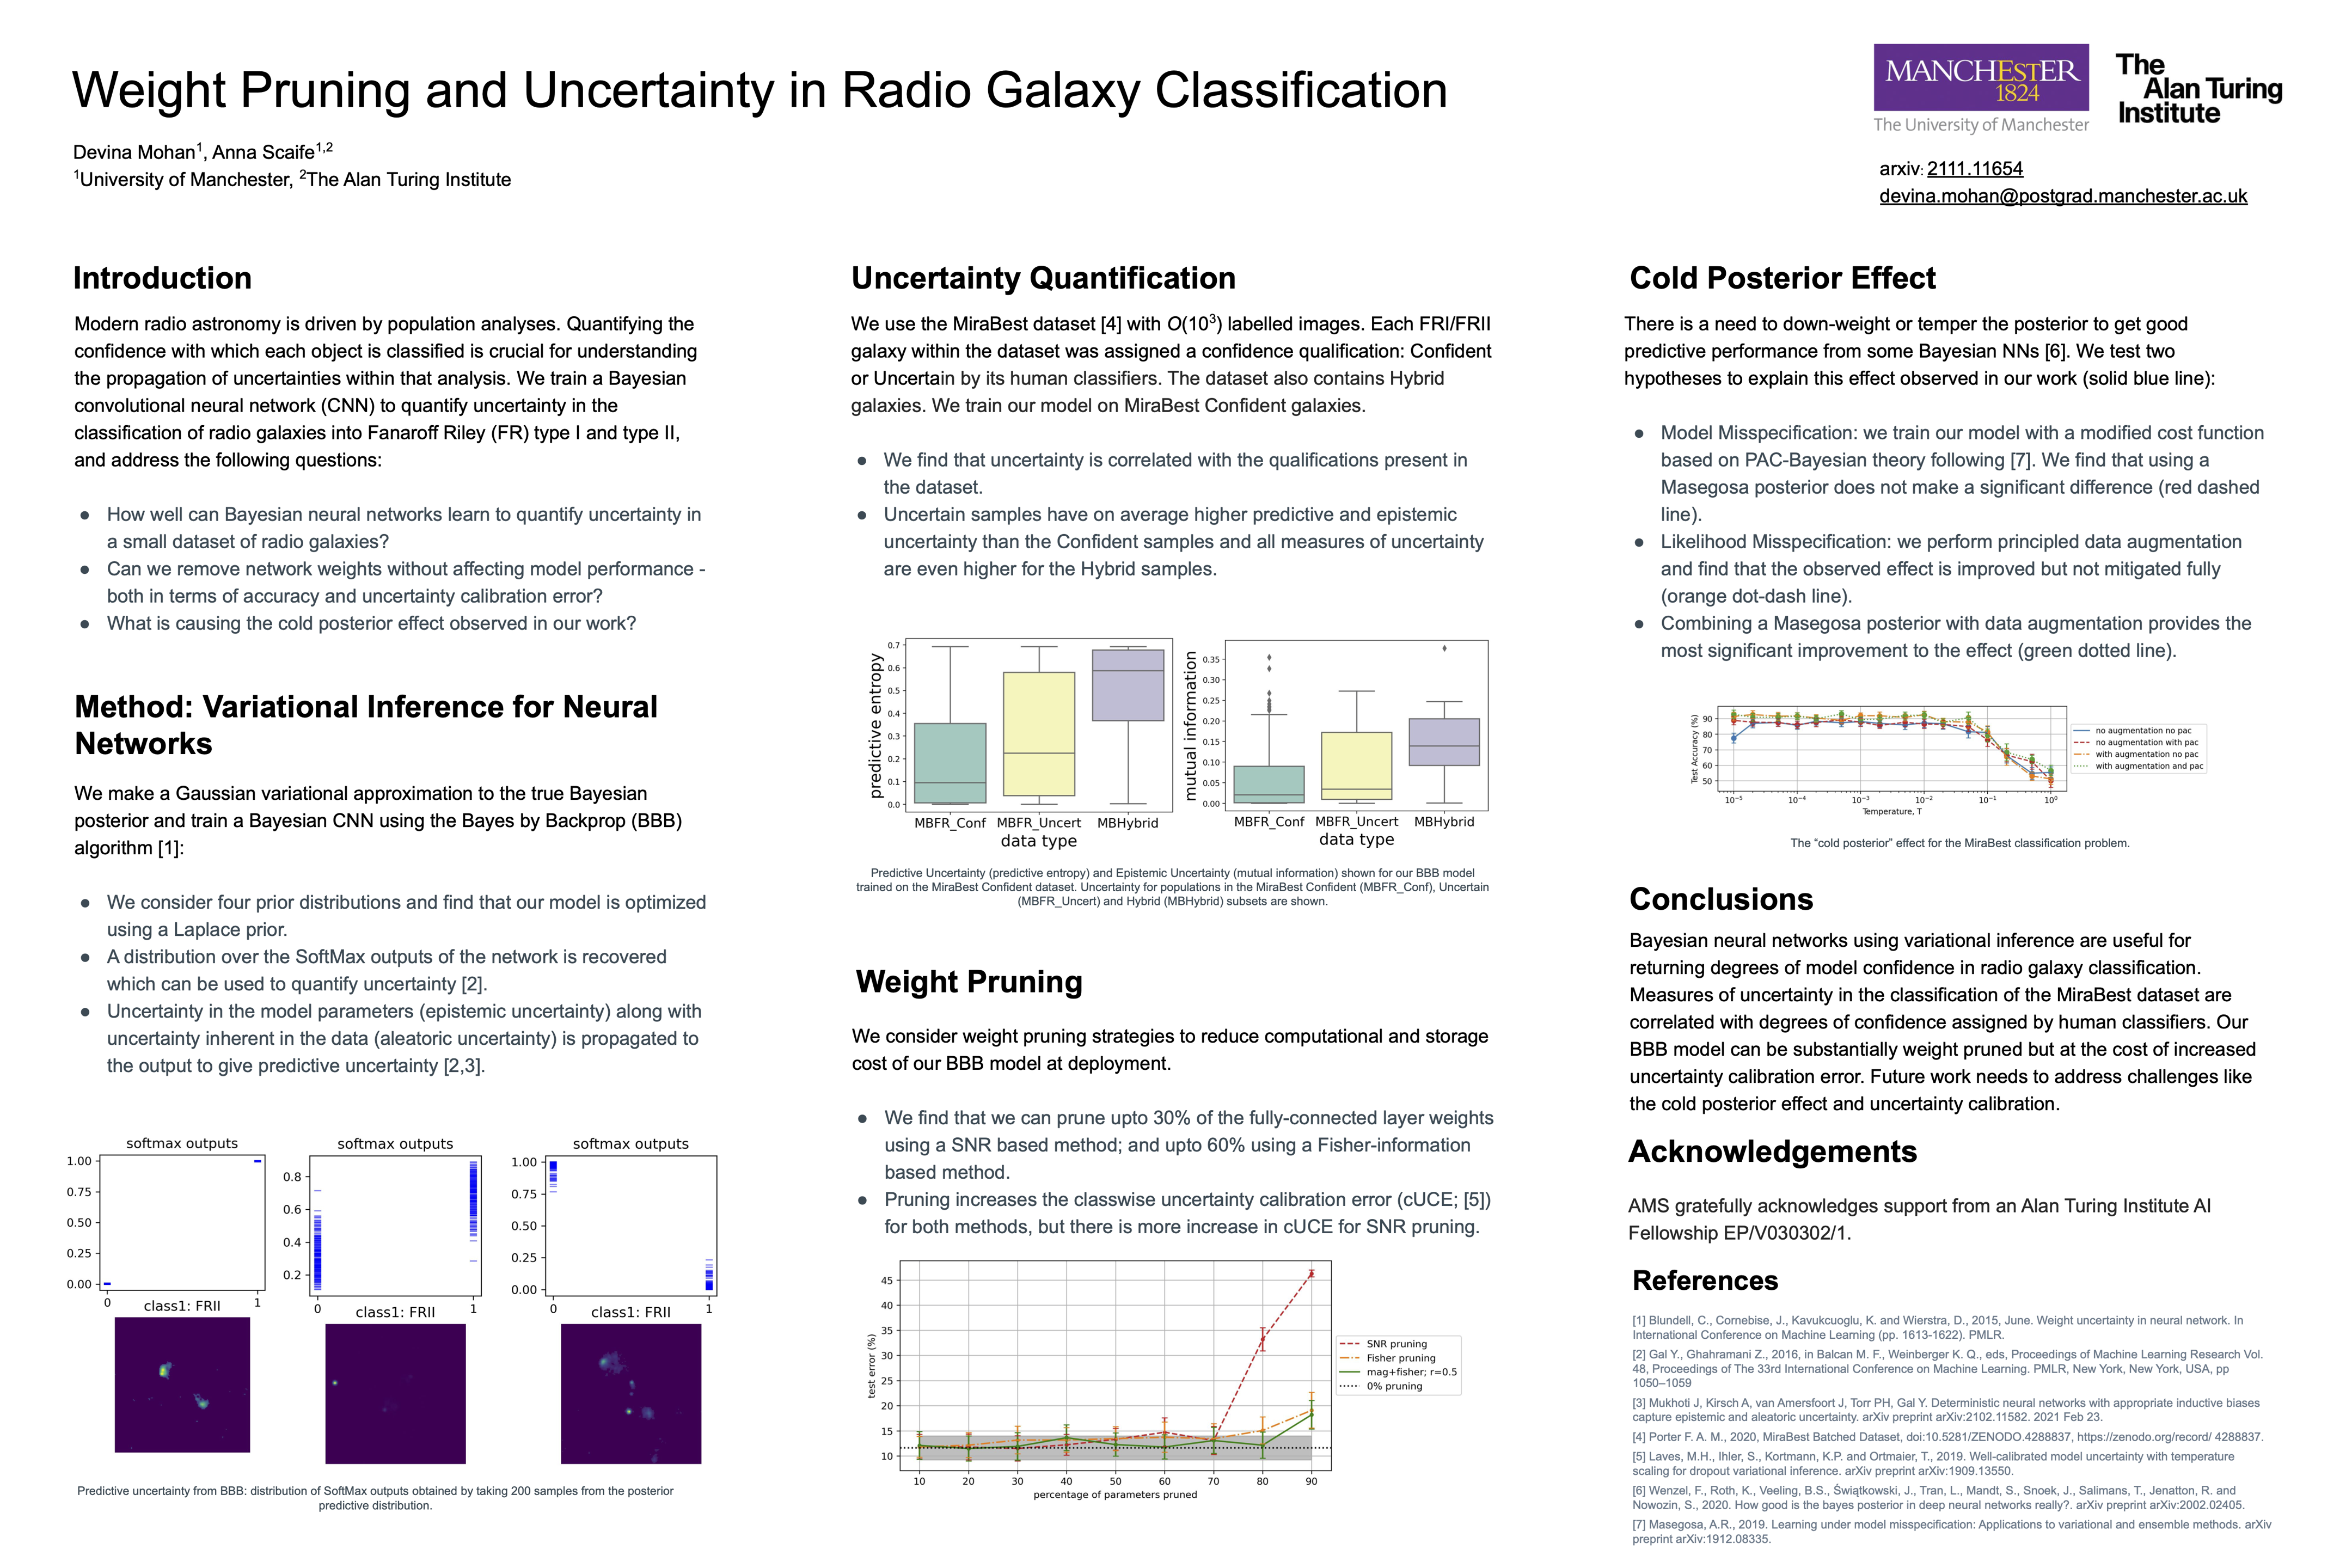 Weight Pruning and Uncertainty in Radio Galaxy Classification
Devina Mohan1, Anna Scaife1,2
1University of Manchester, 2The Alan Turing Institute
MANCHESTER
1824
The University of Manchester
The
Alan Turing
Institute
arxiv: 2111.11654
devina.mohan@postgrad.manchester.ac.uk
Introduction
Modern radio astronomy is driven by population analyses. Quantifying the
confidence with which each object is classified is crucial for understanding
the propagation of uncertainties within that analysis. We train a Bayesian
convolutional neural network (CNN) to quantify uncertainty in the
classification of radio galaxies into Fanaroff Riley (FR) type I and type II,
and address the following questions:
● How well can Bayesian neural networks learn to quantify uncertainty in
a small dataset of radio galaxies?
● Can we remove network weights without affecting model performance -
both in terms of accuracy and uncertainty calibration error?
● What is causing the cold posterior effect observed in our work?
Method: Variational Inference for Neural
Networks
We make a Gaussian variational approximation to the true Bayesian
posterior and train a Bayesian CNN using the Bayes by Backprop (BBB)
algorithm [1]:
● We consider four prior distributions and find that our model is optimized
using a Laplace prior.
● A distribution over the SoftMax outputs of the network is recovered
which can be used to quantify uncertainty [2].
● Uncertainty in the model parameters (epistemic uncertainty) along with
uncertainty inherent in the data (aleatoric uncertainty) is propagated to
the output to give predictive uncertainty [2,3].
softmax outputs
1.00
0.75
0.50
0.25
0.00
0 1
class1: FRII
softmax outputs
0.8
0.6
0.4
0.2
0 1
class1: FRII
softmax outputs
1.00
0.75
0.50
0.25
0.00
0 1
class1: FRII
Predictive uncertainty from BBB: distribution of SoftMax outputs obtained by taking 200 samples from the posterior
predictive distribution.
Uncertainty Quantification
We use the MiraBest dataset [4] with O(10³) labelled images. Each FRI/FRII
galaxy within the dataset was assigned a confidence qualification: Confident
or Uncertain by its human classifiers. The dataset also contains Hybrid
galaxies. We train our model on MiraBest Confident galaxies.
● We find that uncertainty is correlated with the qualifications present in
the dataset.
● Uncertain samples have on average higher predictive and epistemic
uncertainty than the Confident samples and all measures of uncertainty
are even higher for the Hybrid samples.
predictive entropy
0.7
0.6
0.5
0.4
0.3
0.2
0.1
0.0
MBFR_Conf MBFR_Uncert MBHybrid
data type
mutual information
0.35
0.30
0.25
0.20
0.15
0.10
0.05
0.00
MBFR_Conf MBFR_Uncert MBHybrid
data type
Predictive Uncertainty (predictive entropy) and Epistemic Uncertainty (mutual information) shown for our BBB model
trained on the MiraBest Confident dataset. Uncertainty for populations in the MiraBest Confident (MBFR_Conf), Uncertain
(MBFR_Uncert) and Hybrid (MBHybrid) subsets are shown.
Weight Pruning
We consider weight pruning strategies to reduce computational and storage
cost of our BBB model at deployment.
● We find that we can prune upto 30% of the fully-connected layer weights
using a SNR based method; and upto 60% using a Fisher-information
based method.
● Pruning increases the classwise uncertainty calibration error (cUCE; [5])
for both methods, but there is more increase in cUCE for SNR pruning.
test error (%)
45
40
35
30
25
20
15
10
10 20 30 40 50 60 70 80 90
percentage of parameters pruned
SNR pruning
Fisher pruning
mag+fisher; r=0.5
0% pruning
Cold Posterior Effect
There is a need to down-weight or temper the posterior to get good
predictive performance from some Bayesian NNs [6]. We test two
hypotheses to explain this effect observed in our work (solid blue line):
● Model Misspecification: we train our model with a modified cost function
based on PAC-Bayesian theory following [7]. We find that using a
Masegosa posterior does not make a significant difference (red dashed
line).
● Likelihood Misspecification: we perform principled data augmentation
and find that the observed effect is improved but not mitigated fully
(orange dot-dash line).
● Combining a Masegosa posterior with data augmentation provides the
most significant improvement to the effect (green dotted line).
Test Accuracy (%)
90
80
70
60
50
10⁻⁵ 10⁻⁴ 10⁻³ 10⁻² 10⁻¹ 10⁰
Temperature, T
no augmentation no pac
no augmentation with pac
with augmentation no pac
with augmentation and pac
The “cold posterior” effect for the MiraBest classification problem.
Conclusions
Bayesian neural networks using variational inference are useful for
returning degrees of model confidence in radio galaxy classification.
Measures of uncertainty in the classification of the MiraBest dataset are
correlated with degrees of confidence assigned by human classifiers. Our
BBB model can be substantially weight pruned but at the cost of increased
uncertainty calibration error. Future work needs to address challenges like
the cold posterior effect and uncertainty calibration.
Acknowledgements
AMS gratefully acknowledges support from an Alan Turing Institute AI
Fellowship EP/V030302/1.
References
[1] Blundell, C., Cornebise, J., Kavukcuoglu, K. and Wierstra, D., 2015, June. Weight uncertainty in neural network. In
International Conference on Machine Learning (pp. 1613-1622). PMLR.
[2] Gal Y., Ghahramani Z., 2016, in Balcan M. F., Weinberger K. Q., eds, Proceedings of Machine Learning Research Vol.
48, Proceedings of The 33rd International Conference on Machine Learning. PMLR, New York, New York, USA, pp
1050–1059
[3] Mukhoti J, Kirsch A, van Amersfoort J, Torr PH, Gal Y. Deterministic neural networks with appropriate inductive biases
capture epistemic and aleatoric uncertainty. arXiv preprint arXiv:2102.11582. 2021 Feb 23.
[4] Porter F. A. M., 2020, MiraBest Batched Dataset, doi:10.5281/ZENODO.4288837, https://zenodo.org/record/ 4288837.
[5] Laves, M.H., Ihler, S., Kortmann, K.P. and Ortmaier, T., 2019. Well-calibrated model uncertainty with temperature
scaling for dropout variational inference. arXiv preprint arXiv:1909.13550.
[6] Wenzel, F., Roth, K., Veeling, B.S., Świątkowski, J., Tran, L., Mandt, S., Snoek, J., Salimans, T., Jenatton, R. and
Nowozin, S., 2020. How good is the bayes posterior in deep neural networks really?. arXiv preprint arXiv:2002.02405.
[7] Masegosa, A.R., 2019. Learning under model misspecification: Applications to variational and ensemble methods. arXiv
preprint arXiv:1912.08335.